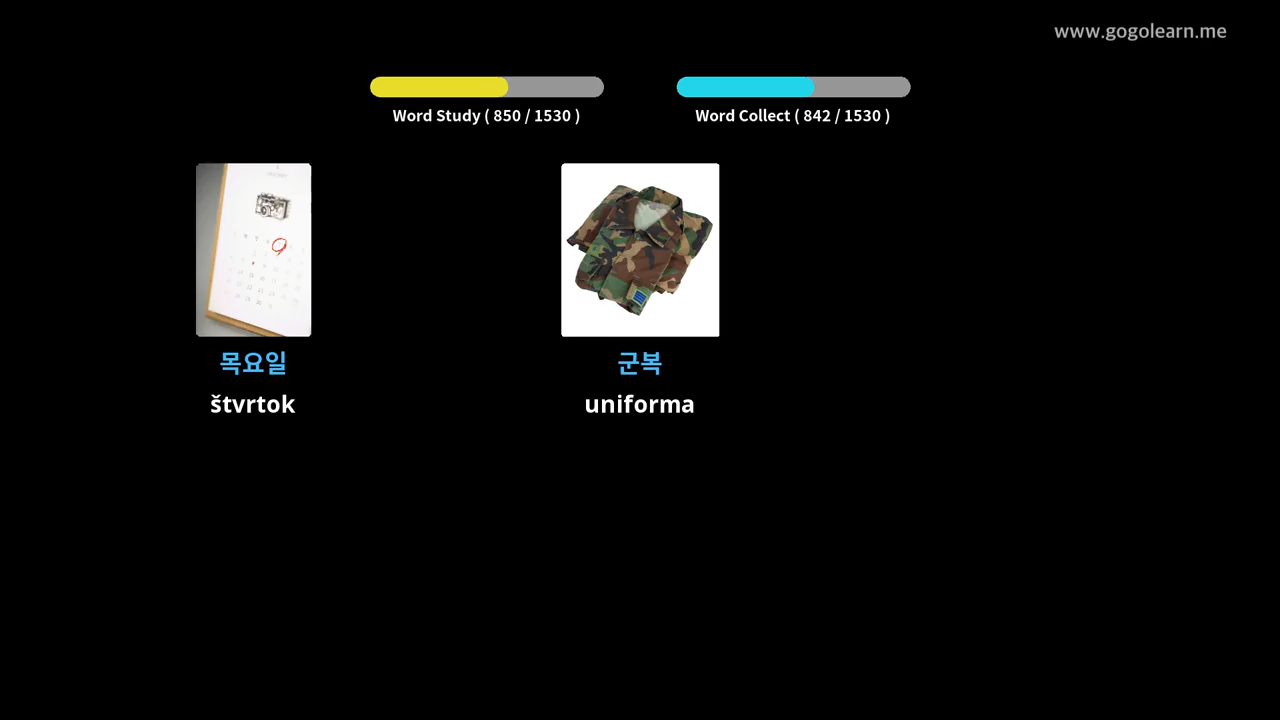 www.gogolearn.me
Word Study ( 850 / 1530 )
Word Collect ( 842 / 1530 )
목요일
štvrtok
군복
uniforma